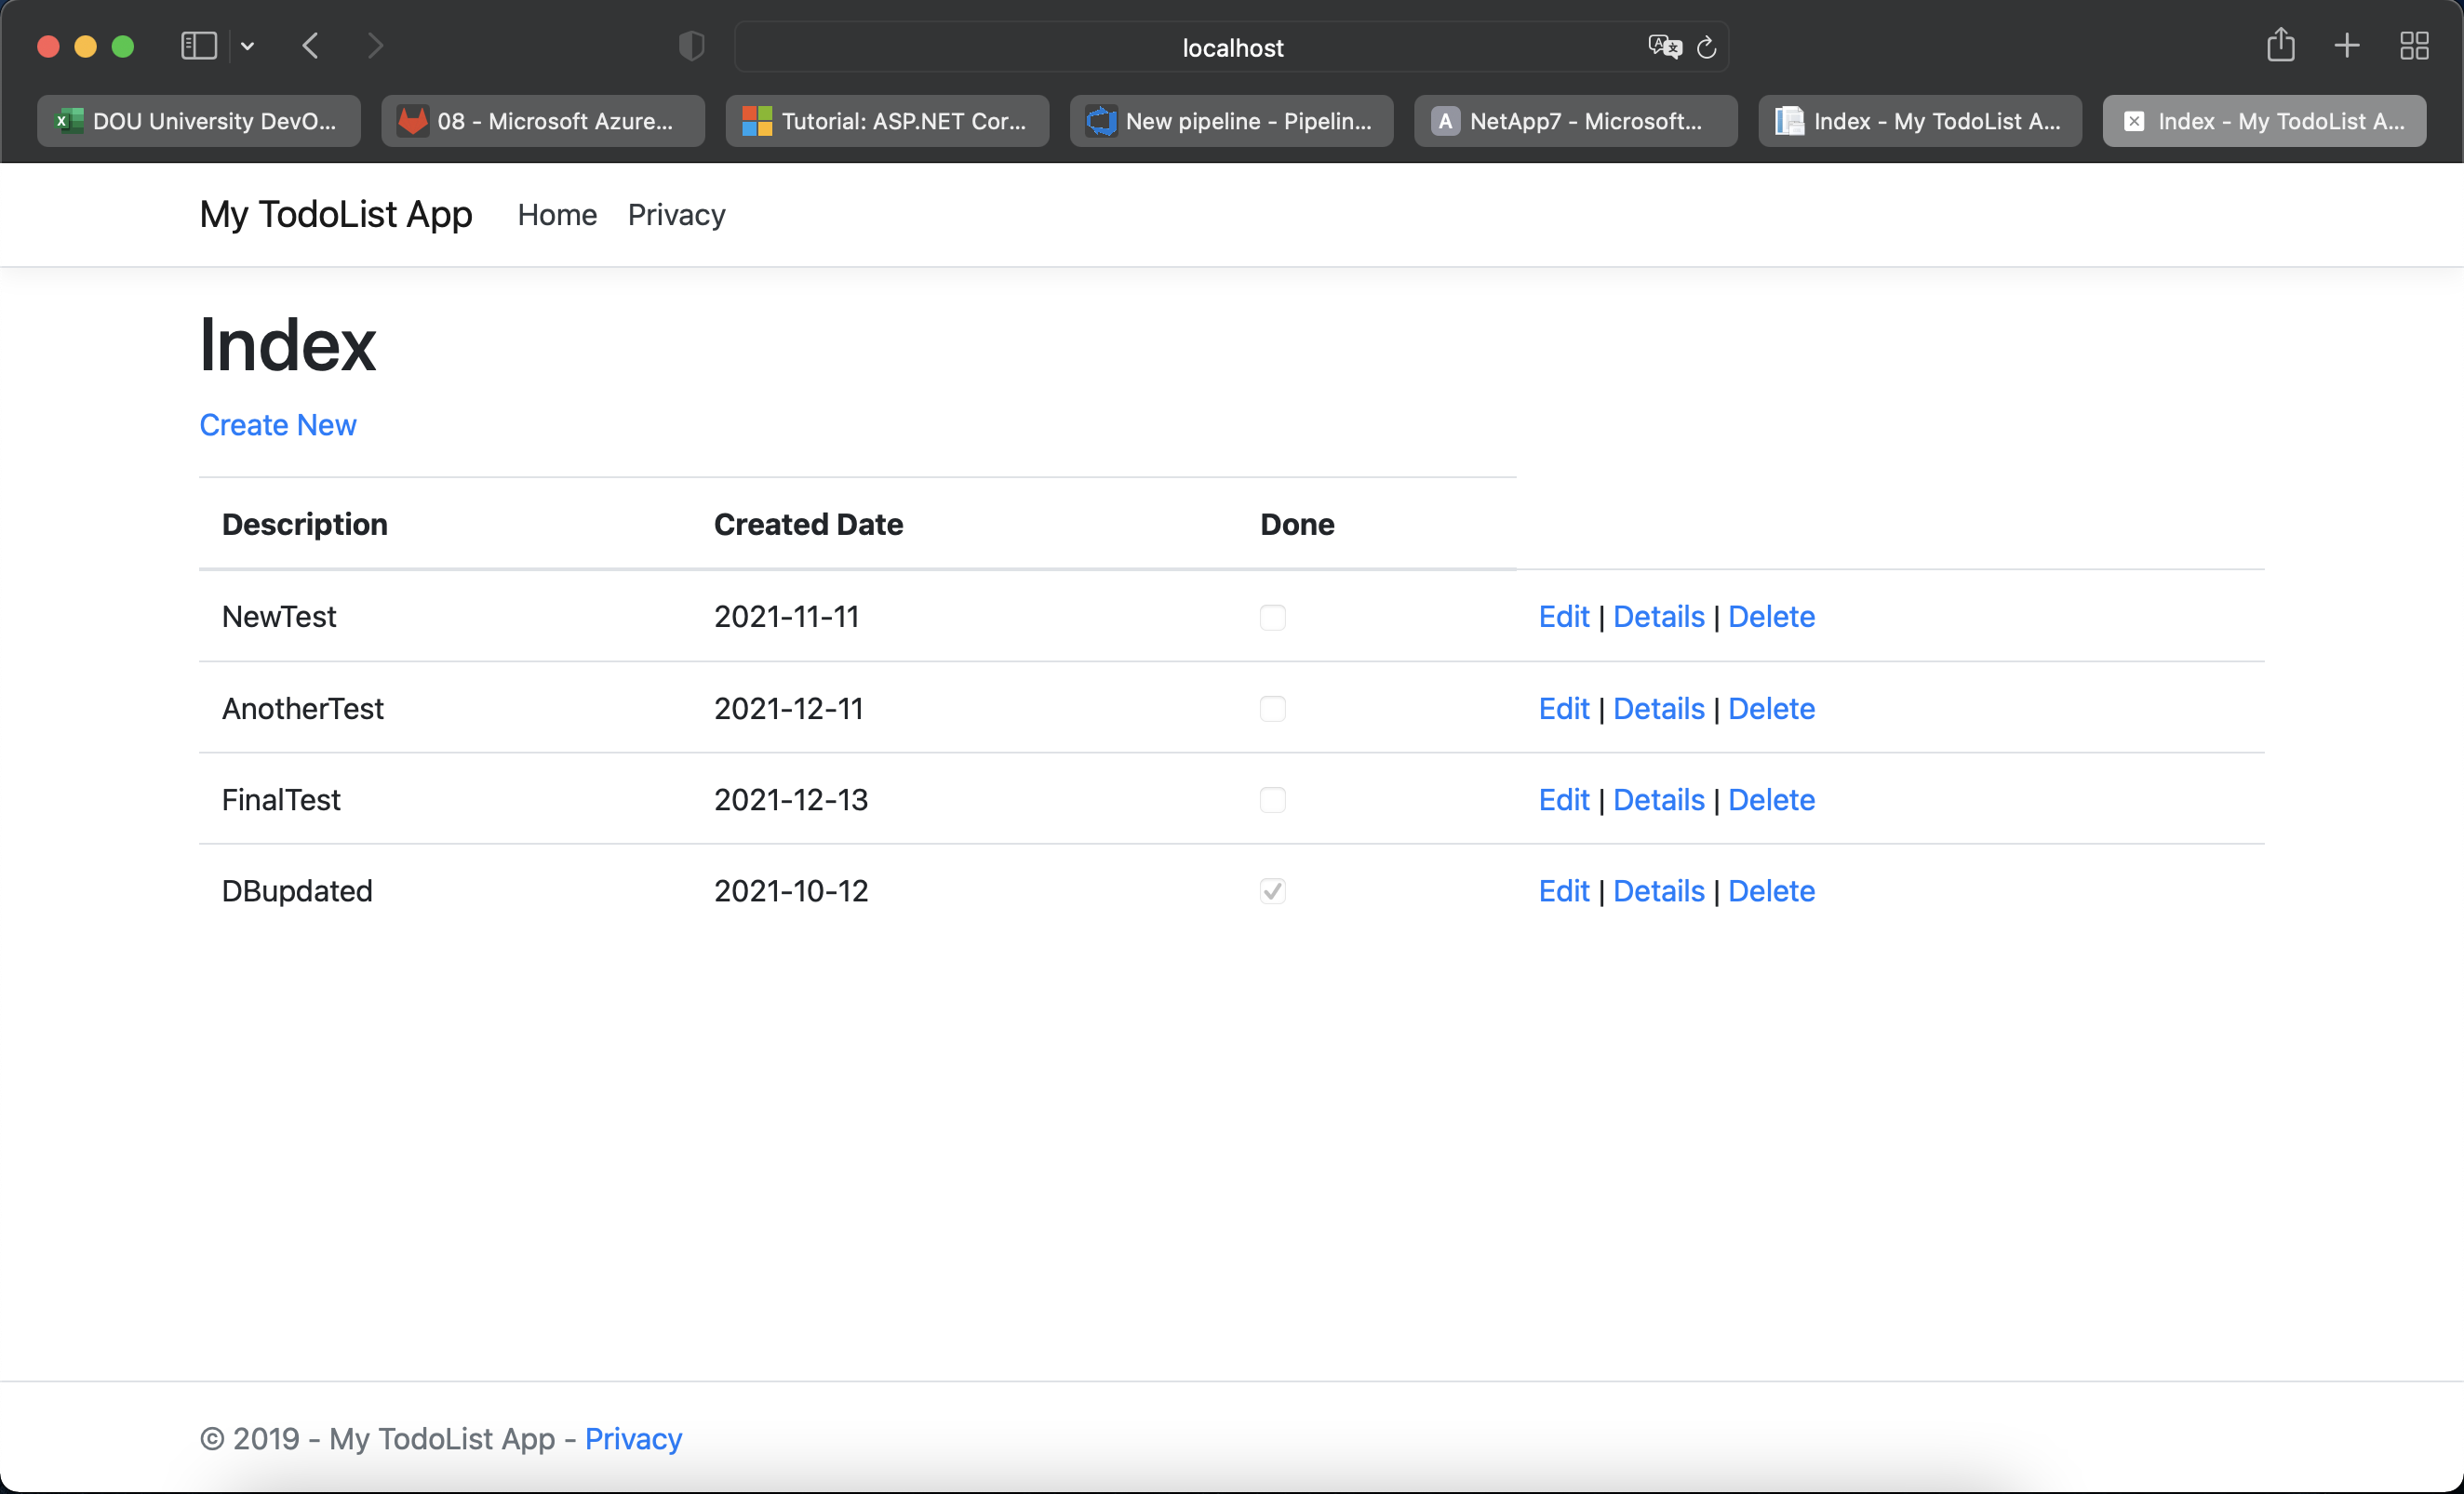 localhost
DOU University DevO...
08 - Microsoft Azure...
Tutorial: ASP.NET Cor...
New pipeline - Pipelin...
A NetApp7 - Microsoft...
Index - My TodoList A...
Index - My TodoList A...
My TodoList App Home Privacy
Index
Create New
Description Created Date Done
NewTest 2021-11-11 Edit | Details | Delete
AnotherTest 2021-12-11 Edit | Details | Delete
FinalTest 2021-12-13 Edit | Details | Delete
DBupdated 2021-10-12 Edit | Details | Delete
© 2019 - My TodoList App - Privacy